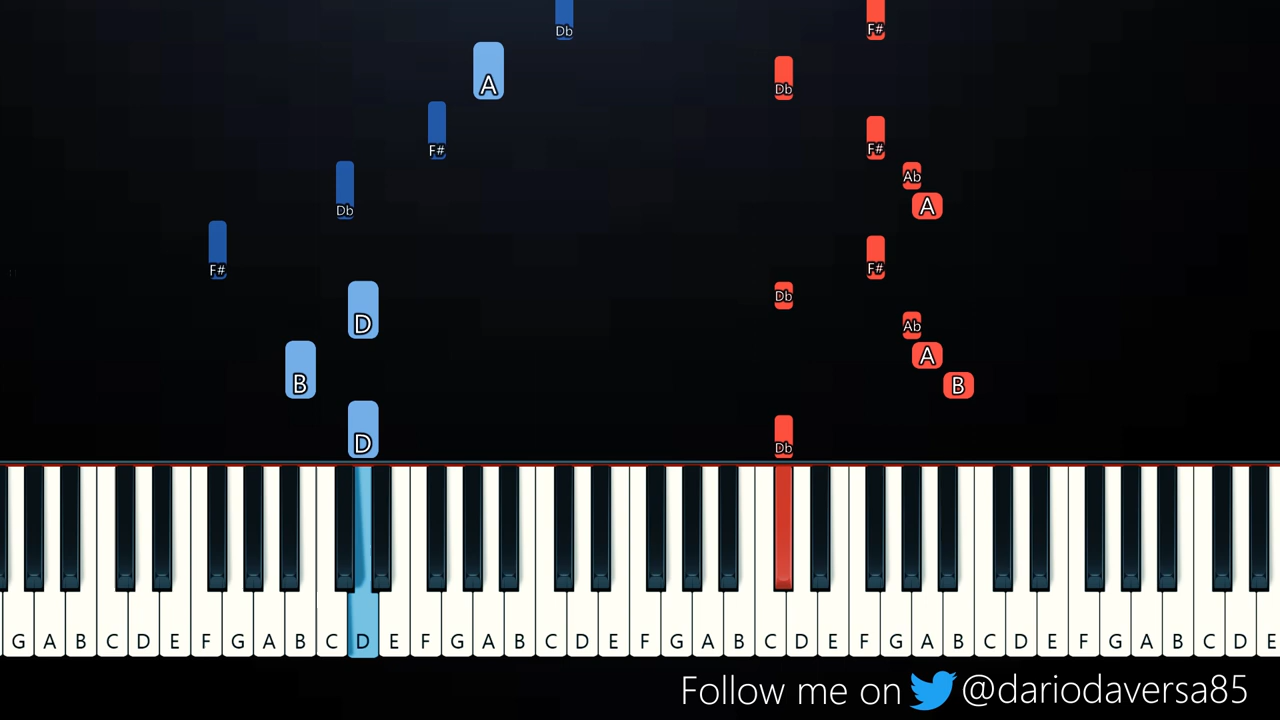 Db F#
A Db
F# F#
Db Ab
A
F# F#
D Db
Ab
B A
B
D Db
G A B C D E F G A B C D E F G A B C D E F G A B C D E F G A B C D E F G A B C D E
Follow me on @dariodaversa85